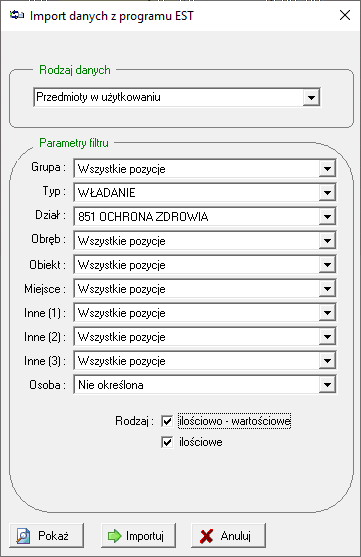 Import danych z programu EST
Rodzaj danych
Przedmioty w użytkowaniu
Parametry filtru
Grupa : Wszystkie pozycje
Typ : WŁADANIE
Dział : 851 OCHRONA ZDROWIA
Obręb : Wszystkie pozycje
Obiekt : Wszystkie pozycje
Miejsce : Wszystkie pozycje
Inne (1) : Wszystkie pozycje
Inne (2) : Wszystkie pozycje
Inne (3) : Wszystkie pozycje
Osoba : Nie określona
Rodzaj : ilościowo - wartościowe
ilościowe
Pokaż Importuj Anuluj